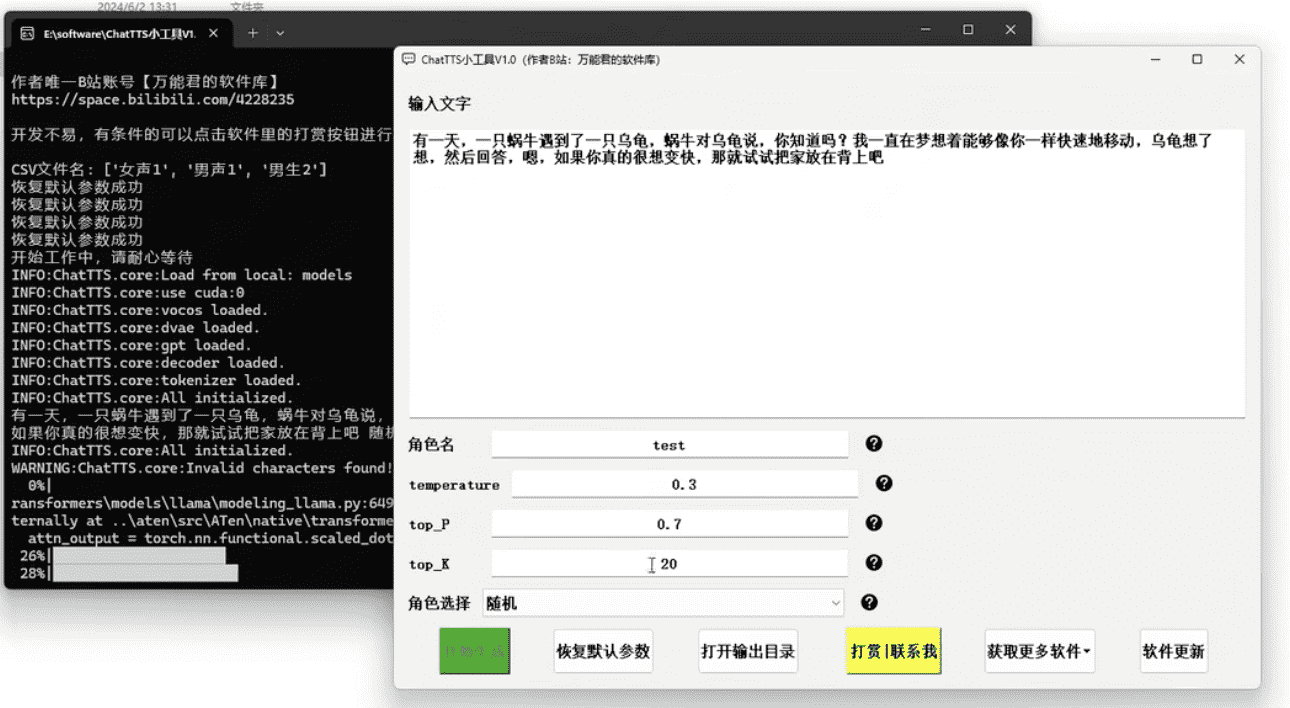 2024/6/2 13:31 文件夹
E:\software\ChatTTS小工具V1.
作者唯一B站账号【万能君的软件库】
https://space.bilibili.com/4228235
开发不易，有条件的可以点击软件里的打赏按钮进行
CSV文件名：['女声1', '男声1', '男生2']
恢复默认参数成功
恢复默认参数成功
恢复默认参数成功
恢复默认参数成功
开始工作中，请耐心等待
INFO:ChatTTS.core:Load from local: models
INFO:ChatTTS.core:use cuda:0
INFO:ChatTTS.core:vocos loaded.
INFO:ChatTTS.core:dvae loaded.
INFO:ChatTTS.core:gpt loaded.
INFO:ChatTTS.core:decoder loaded.
INFO:ChatTTS.core:tokenizer loaded.
INFO:ChatTTS.core:All initialized.
有一天，一只蜗牛遇到了一只乌龟，蜗牛对乌龟说，
如果你真的很想变快，那就试试把家放在背上吧 随机
INFO:ChatTTS.core:All initialized.
WARNING:ChatTTS.core:Invalid characters found!
0%|
ransformers\models\llama\modeling_llama.py:649
ternally at ..\aten\src\ATen\native\transforme
attn_output = torch.nn.functional.scaled_dot
26%|
28%|
ChatTTS小工具V1.0（作者B站：万能君的软件库）
输入文字
有一天，一只蜗牛遇到了一只乌龟，蜗牛对乌龟说，你知道吗？我一直在梦想着能够像你一样快速地移动，乌龟想了
想，然后回答，嗯，如果你真的很想变快，那就试试把家放在背上吧
角色名 test
temperature 0.3
top_P 0.7
top_K 20
角色选择 随机
恢复默认参数 打开输出目录 打赏|联系我 获取更多软件 软件更新